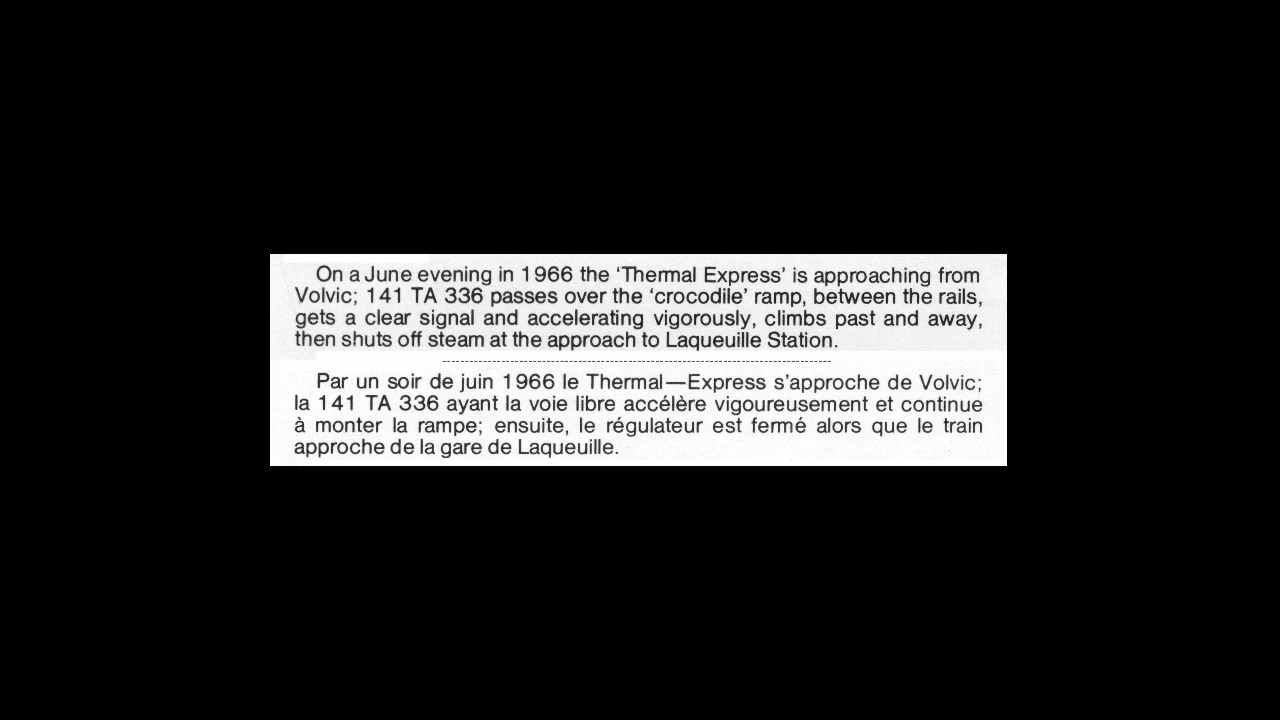 On a June evening in 1966 the ‘Thermal Express’ is approaching from
Volvic; 141 TA 336 passes over the ‘crocodile’ ramp, between the rails,
gets a clear signal and accelerating vigorously, climbs past and away,
then shuts off steam at the approach to Laqueuille Station.
Par un soir de juin 1966 le Thermal—Express s’approche de Volvic;
la 141 TA 336 ayant la voie libre accélère vigoureusement et continue
à monter la rampe; ensuite, le régulateur est fermé alors que le train
approche de la gare de Laqueuille.